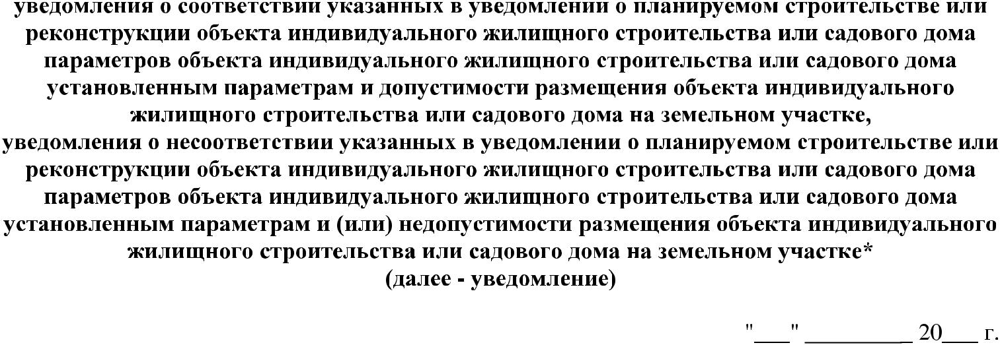 уведомления о соответствии указанных в уведомлении о планируемом строительстве или
реконструкции объекта индивидуального жилищного строительства или садового дома
параметров объекта индивидуального жилищного строительства или садового дома
установленным параметрам и допустимости размещения объекта индивидуального
жилищного строительства или садового дома на земельном участке,
уведомления о несоответствии указанных в уведомлении о планируемом строительстве или
реконструкции объекта индивидуального жилищного строительства или садового дома
параметров объекта индивидуального жилищного строительства или садового дома
установленным параметрам и (или) недопустимости размещения объекта индивидуального
жилищного строительства или садового дома на земельном участке*
(далее - уведомление)
"___" _________ 20___ г.